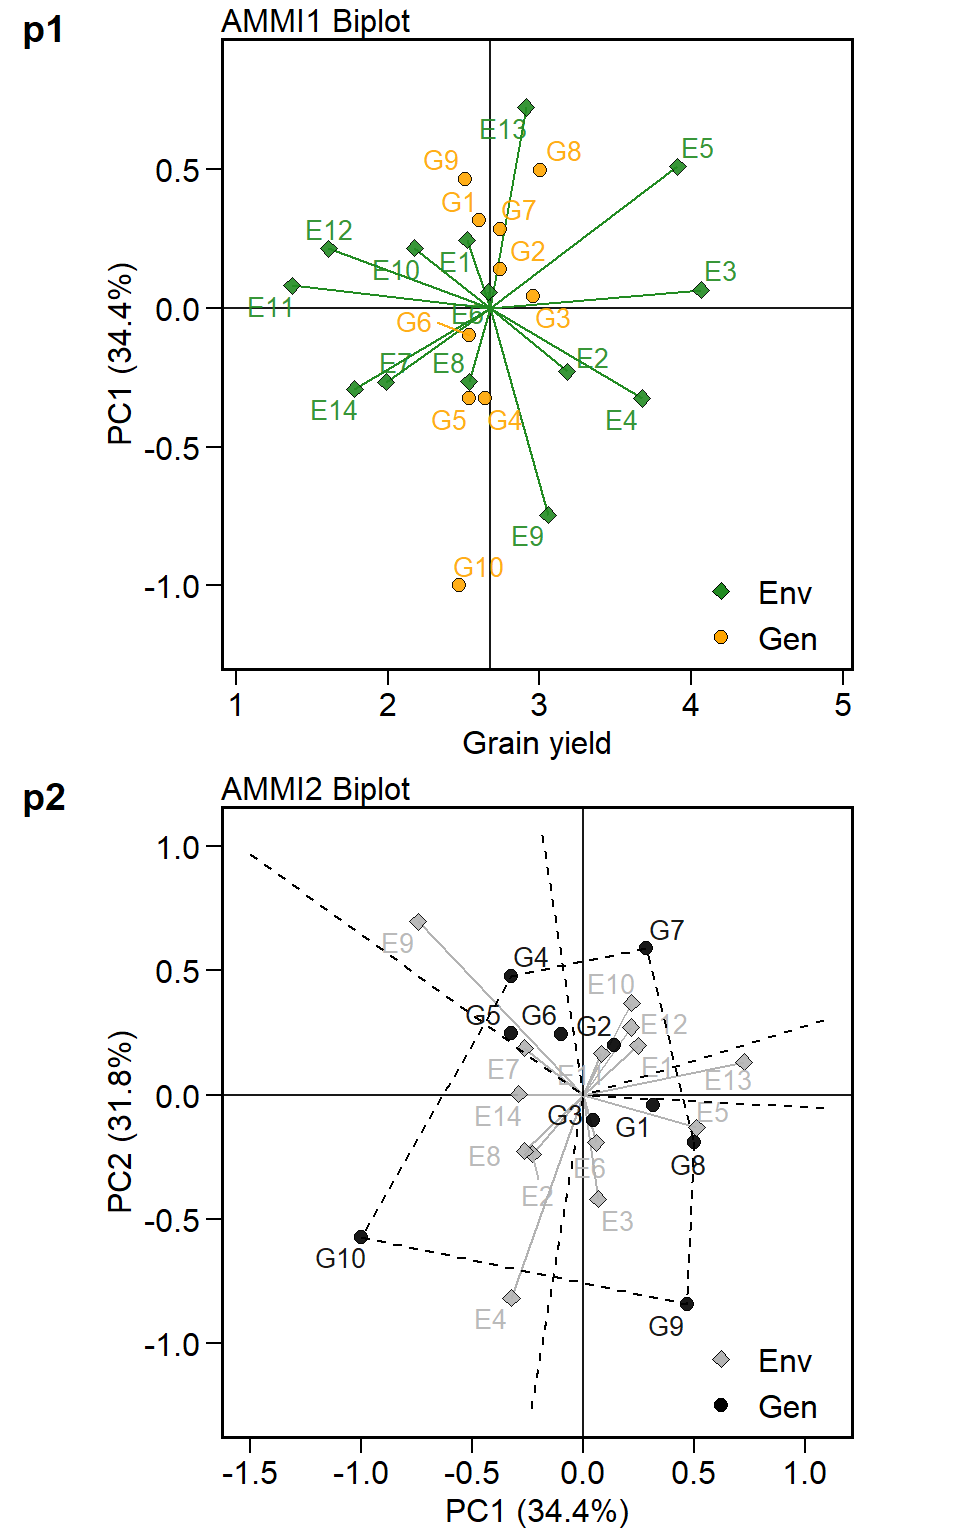 p1
AMMI1 Biplot
E13
G9
G8
E5
G1
G7
E12
G2
E10
E1
E3
E11
E6
G6
G3
E7
E8
E2
E14
G5
G4
E4
E9
G10
0.5
0.0
-0.5
-1.0
PC1 (34.4%)
Env
Gen
1 2 3 4 5
Grain yield
p2
AMMI2 Biplot
1.0
0.5
0.0
-0.5
-1.0
PC2 (31.8%)
G7
E9
G4
E10
G5
G6
G2
E12
E7
E11
E1
E13
E14
G3
G1
E5
E8
E6
G8
E2
E3
G10
E4
G9
Env
Gen
-1.5 -1.0 -0.5 0.0 0.5 1.0
PC1 (34.4%)